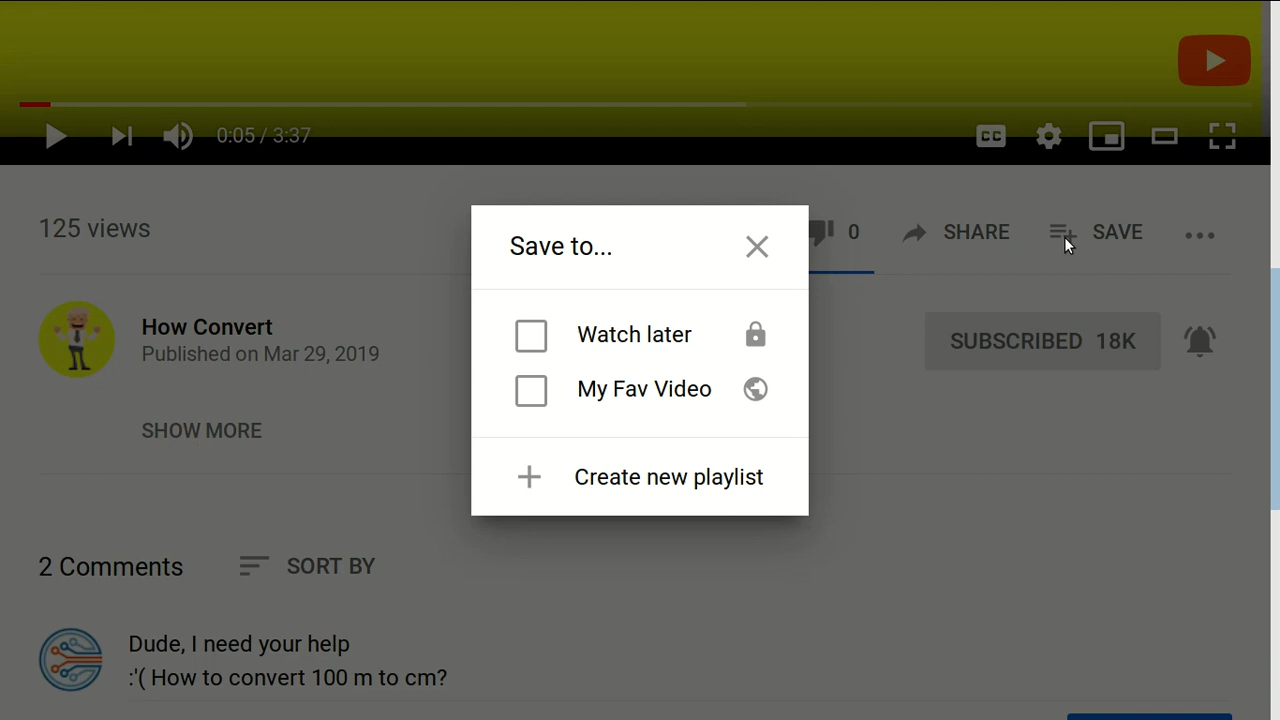 0:05 / 3:37
CC
125 views
0
SHARE
SAVE
Save to...
Watch later
My Fav Video
Create new playlist
How Convert
Published on Mar 29, 2019
SUBSCRIBED 18K
SHOW MORE
2 Comments
SORT BY
Dude, I need your help
:'( How to convert 100 m to cm?